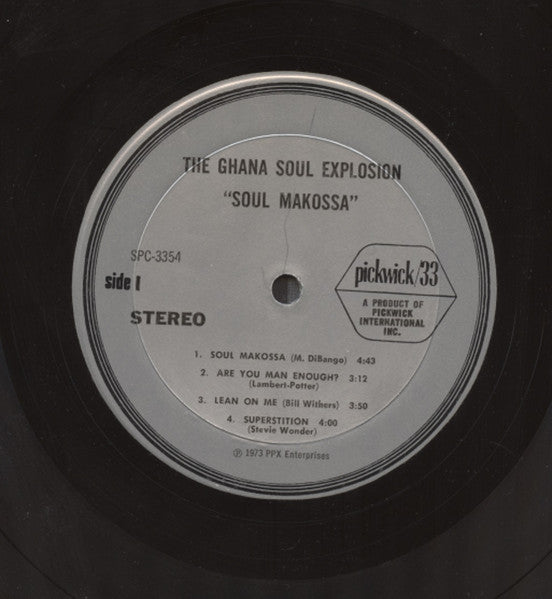 THE GHANA SOUL EXPLOSION
"SOUL MAKOSSA"
SPC-3354
side 1
STEREO
pickwick/33
A PRODUCT OF
PICKWICK
INTERNATIONAL
INC.
1. SOUL MAKOSSA (M. DiBango) 4:43
2. ARE YOU MAN ENOUGH? 3:12
(Lambert-Potter)
3. LEAN ON ME (Bill Withers) 3:50
4. SUPERSTITION 4:00
(Stevie Wonder)
℗ 1973 PPX Enterprises